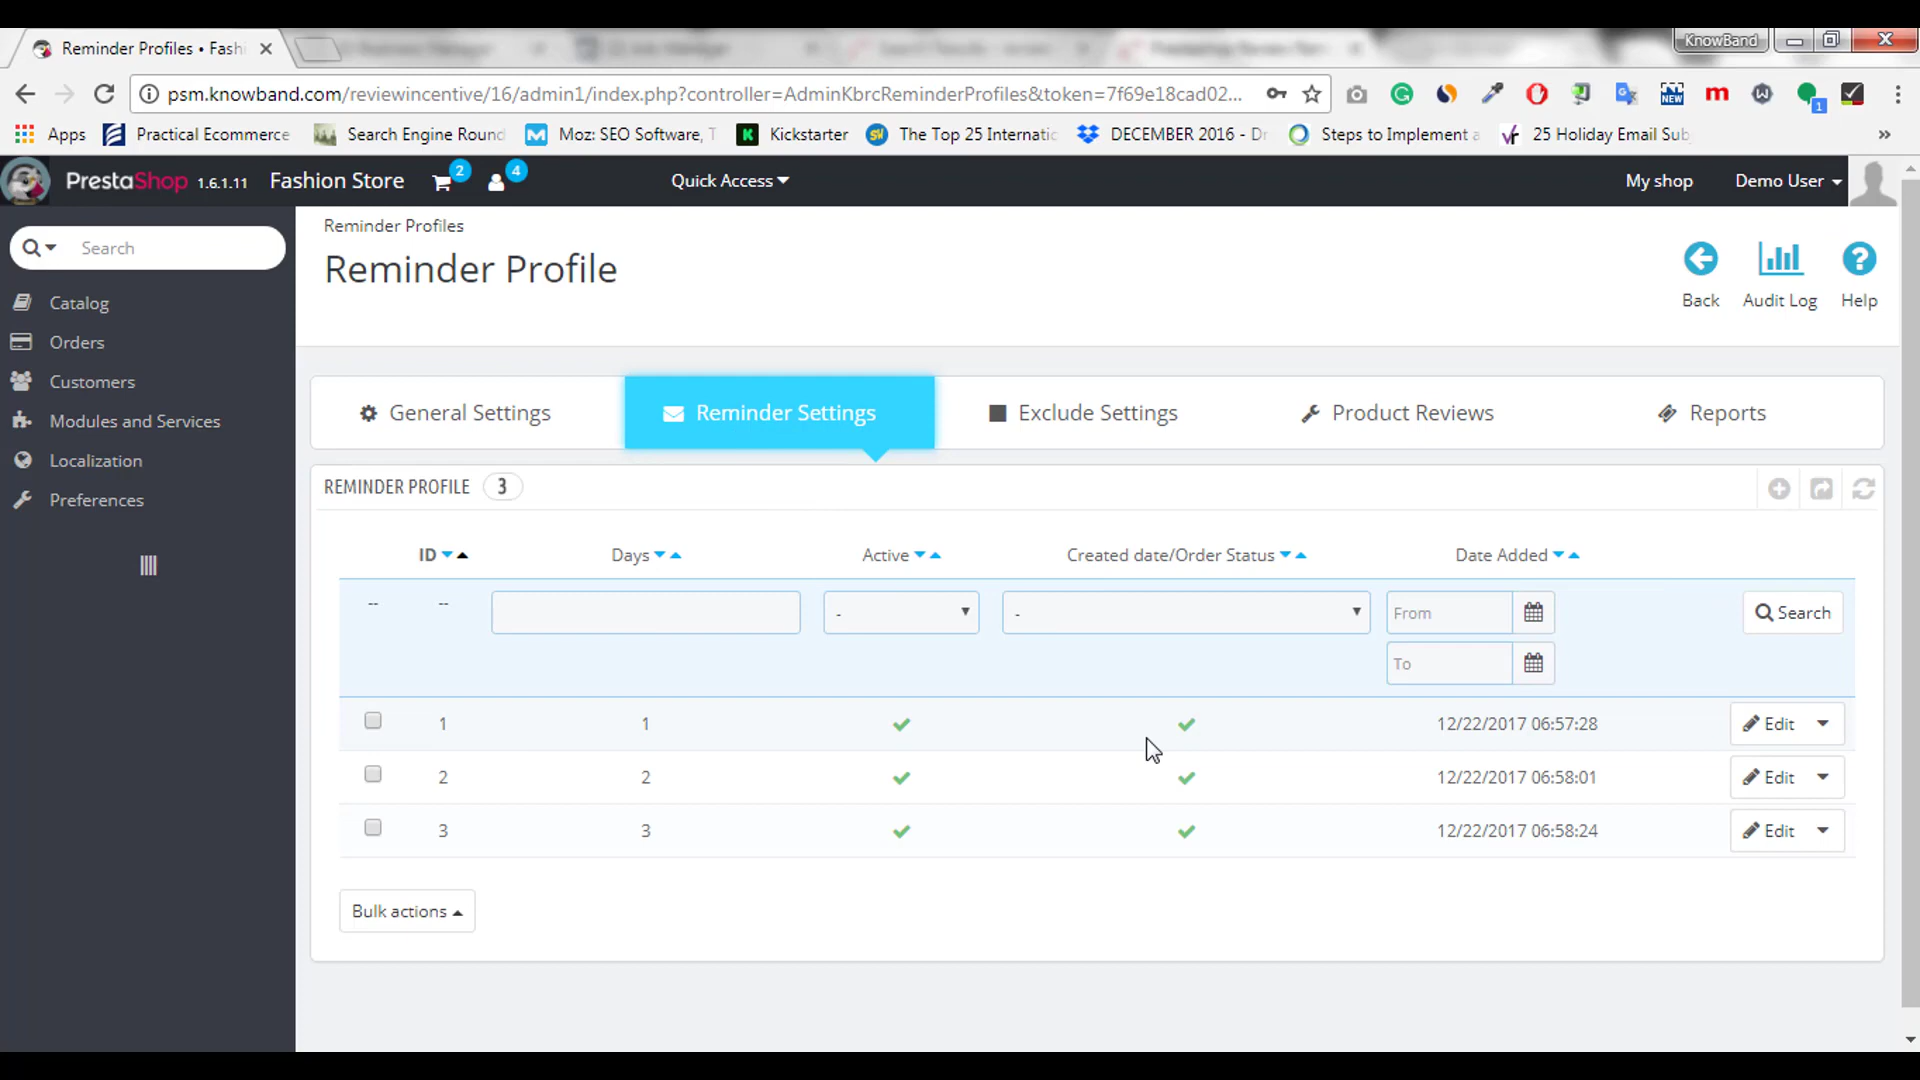 Reminder Profiles • Fash
KnowBand
psm.knowband.com/reviewincentive/16/admin1/index.php?controller=AdminKbrcReminderProfiles&token=7f69e18cad02...
NEW
1
Apps Practical Ecommerce Search Engine Round Moz: SEO Software, T Kickstarter The Top 25 Internatic DECEMBER 2016 - Dr Steps to Implement a 25 Holiday Email Sub »
PrestaShop 1.6.1.11 Fashion Store 2 4 Quick Access My shop Demo User
Search
Catalog
Orders
Customers
Modules and Services
Localization
Preferences
Reminder Profiles
Reminder Profile
Back Audit Log Help
General Settings Reminder Settings Exclude Settings Product Reviews Reports
REMINDER PROFILE 3
ID Days Active Created date/Order Status Date Added
-- -- - - From Search
To
1 1 12/22/2017 06:57:28 Edit
2 2 12/22/2017 06:58:01 Edit
3 3 12/22/2017 06:58:24 Edit
Bulk actions